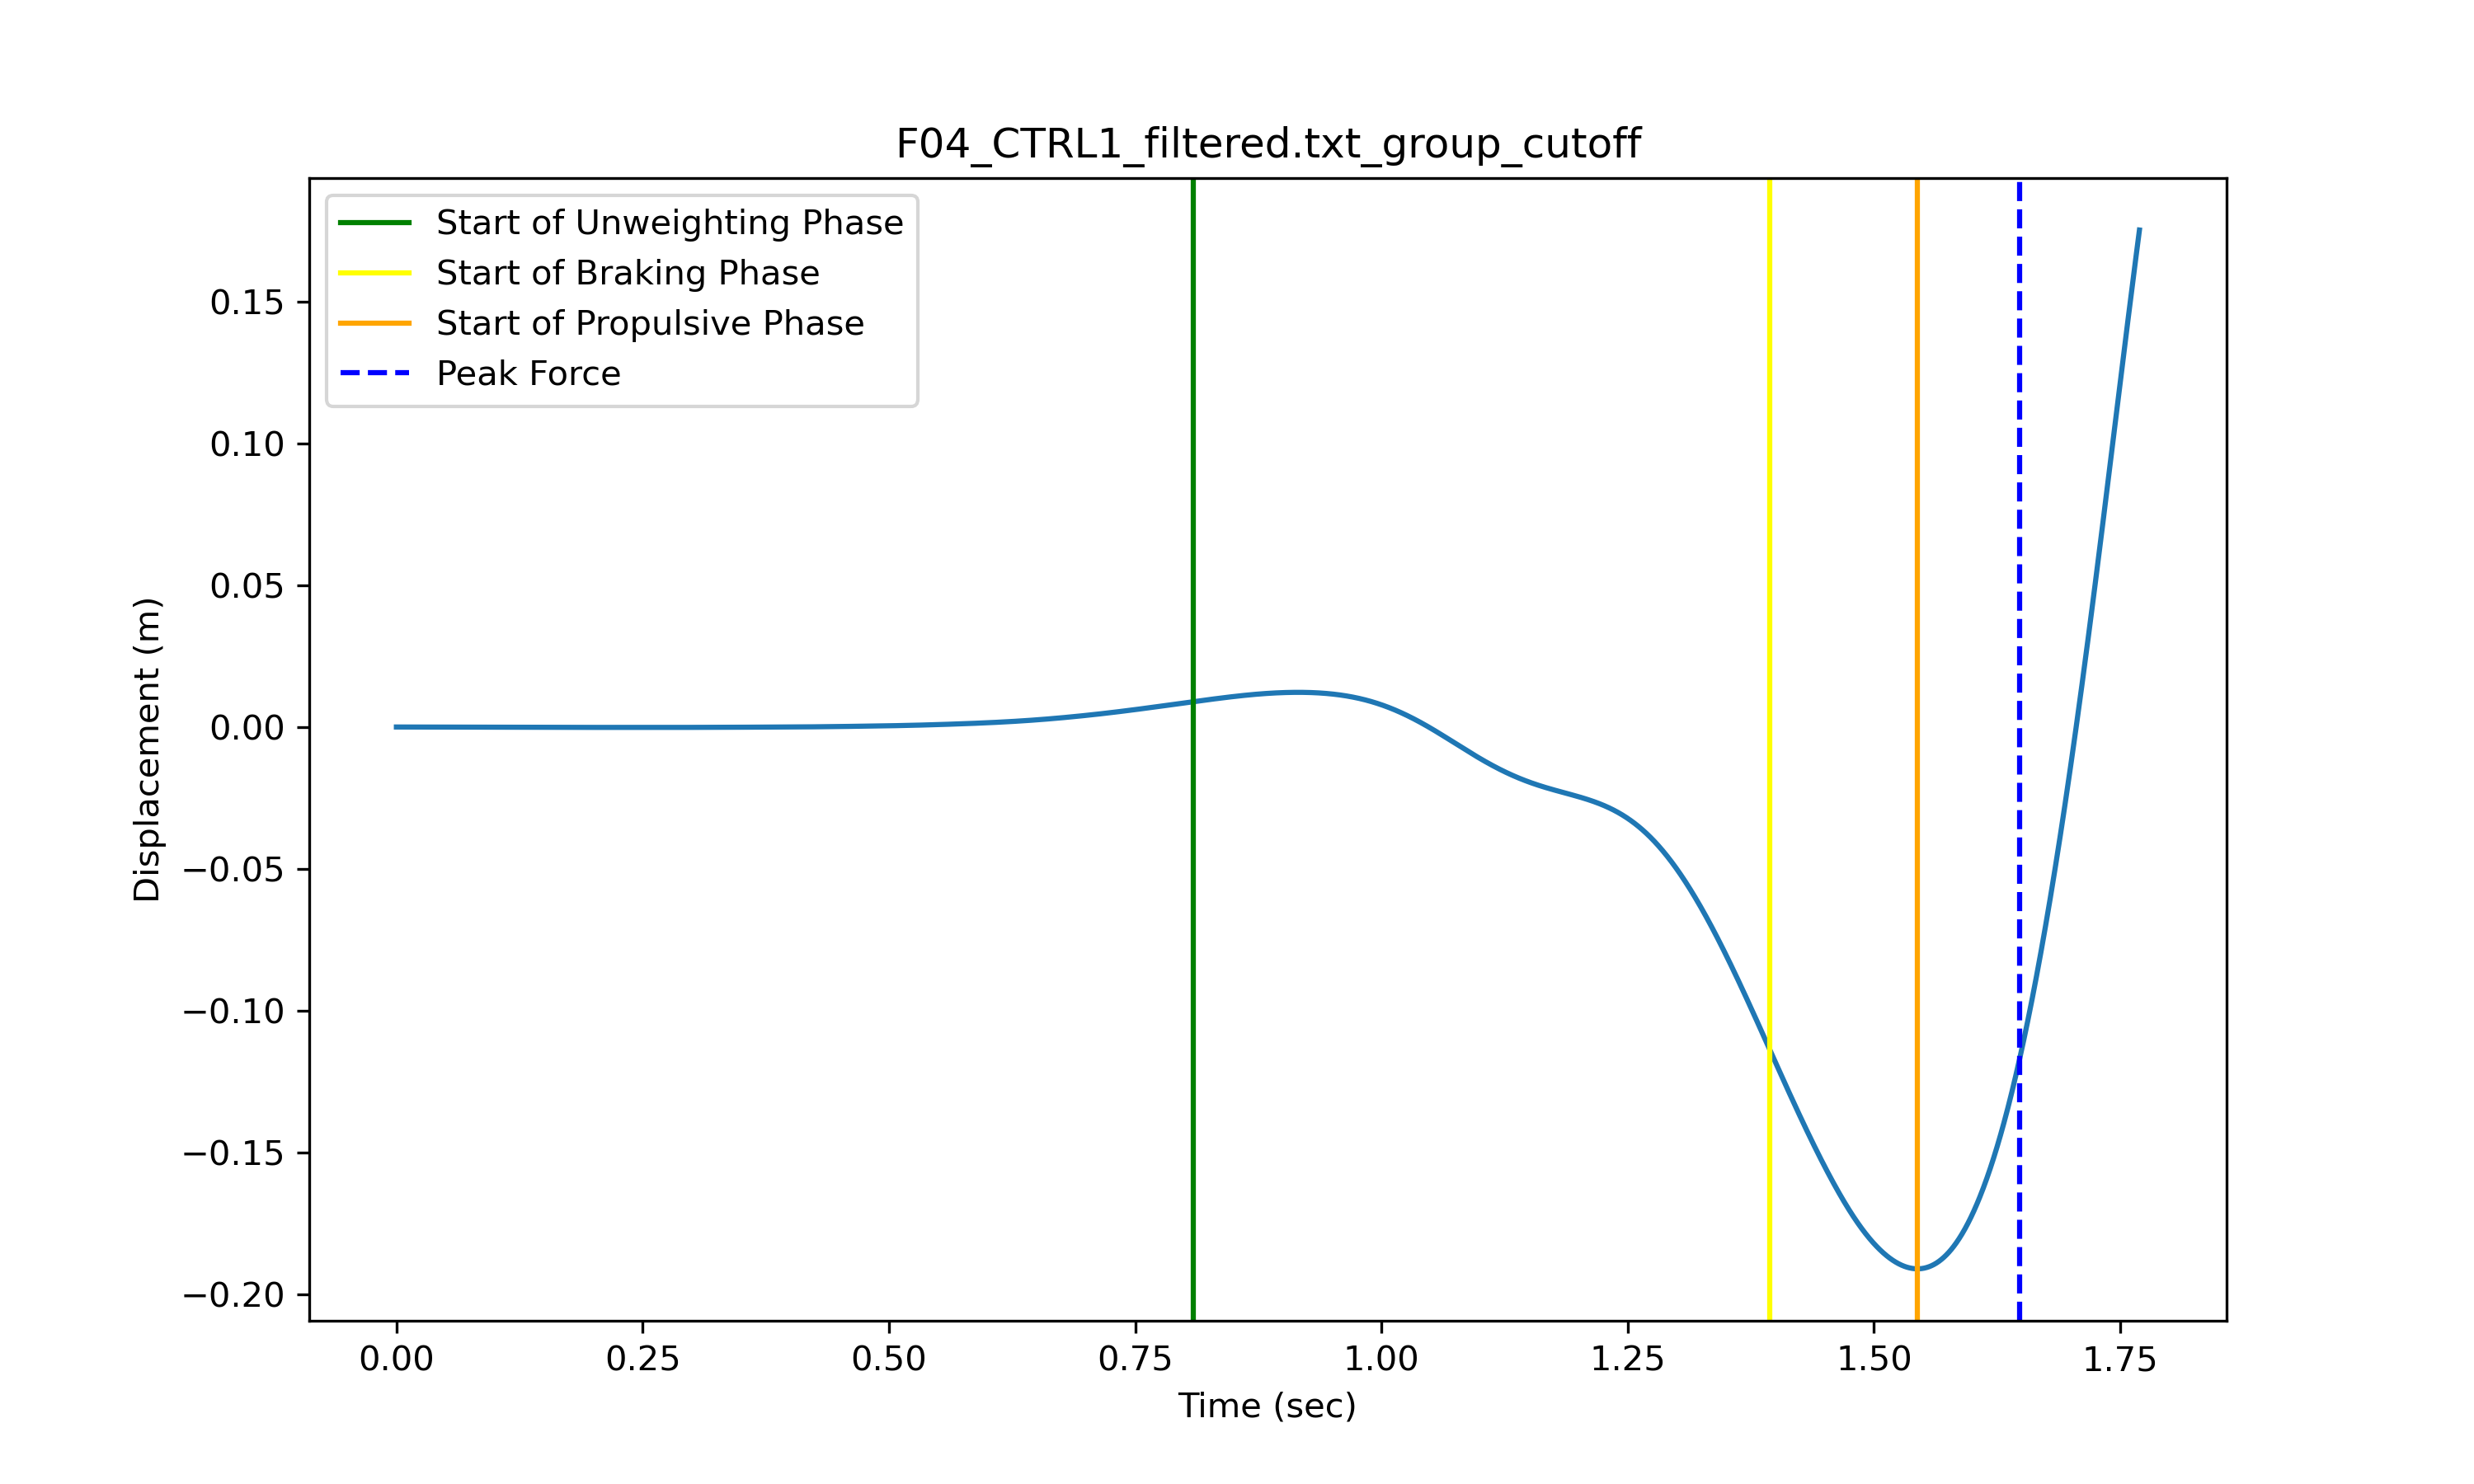 F04_CTRL1_filtered.txt_group_cutoff
Start of Unweighting Phase
Start of Braking Phase
Start of Propulsive Phase
Peak Force
Displacement (m)
0.15
0.10
0.05
0.00
−0.05
−0.10
−0.15
−0.20
0.00 0.25 0.50 0.75 1.00 1.25 1.50 1.75
Time (sec)